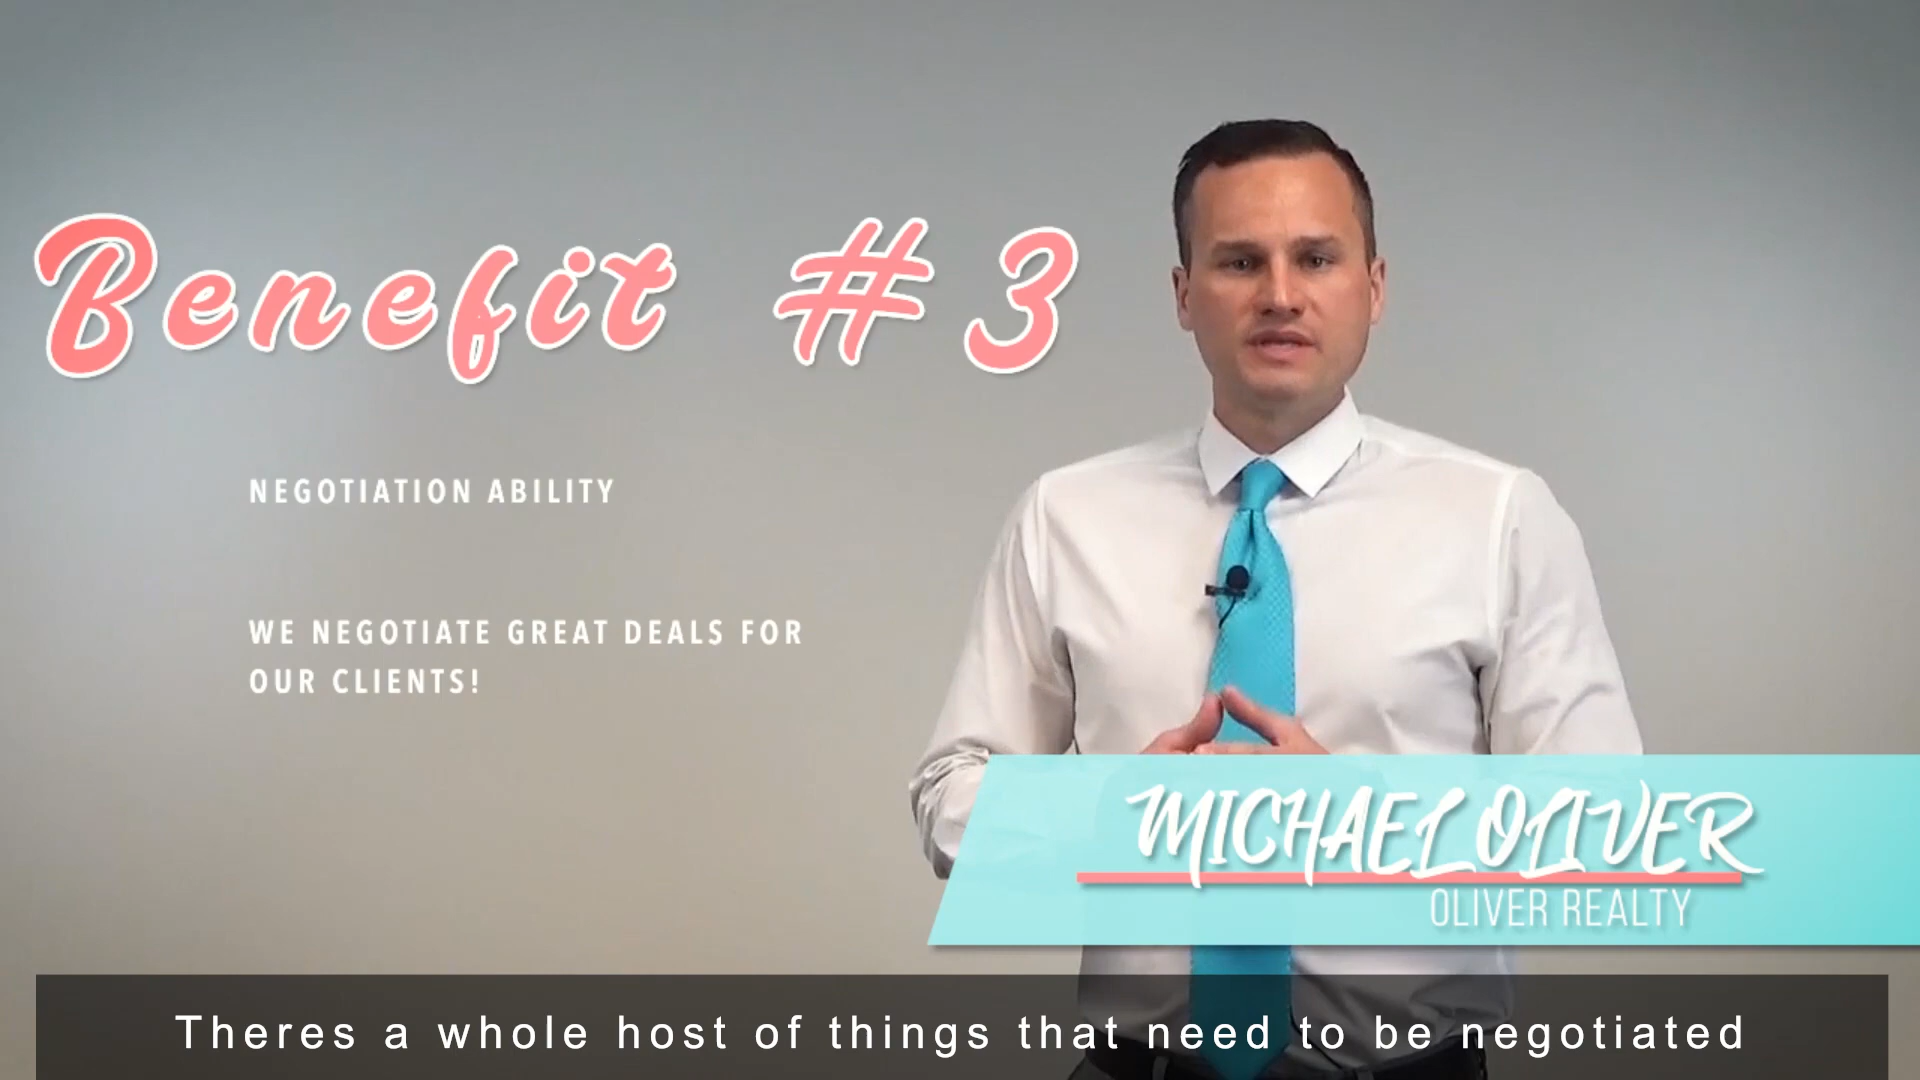 Benefit # 3
NEGOTIATION ABILITY
WE NEGOTIATE GREAT DEALS FOR
OUR CLIENTS!
MICHAEL OLIVER
OLIVER REALTY
Theres a whole host of things that need to be negotiated